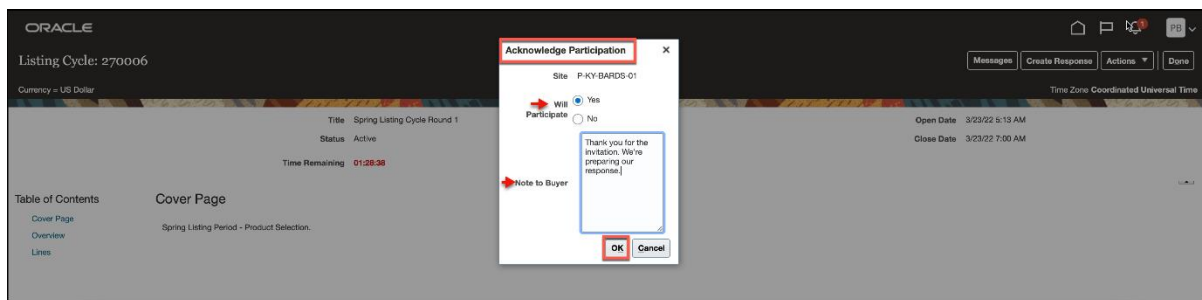 ORACLE
1
PB
Listing Cycle: 270006
Messages Create Response Actions Done
Currency = US Dollar
Time Zone Coordinated Universal Time
Acknowledge Participation ×
Site P-KY-BARDS-01
Will Participate
Yes
No
Note to Buyer
Thank you for the
invitation. We're
preparing our
response.
OK Cancel
Title Spring Listing Cycle Round 1
Status Active
Time Remaining 01:28:38
Open Date 3/23/22 5:13 AM
Close Date 3/23/22 7:00 AM
Table of Contents
Cover Page
Overview
Lines
Cover Page
Spring Listing Period - Product Selection.